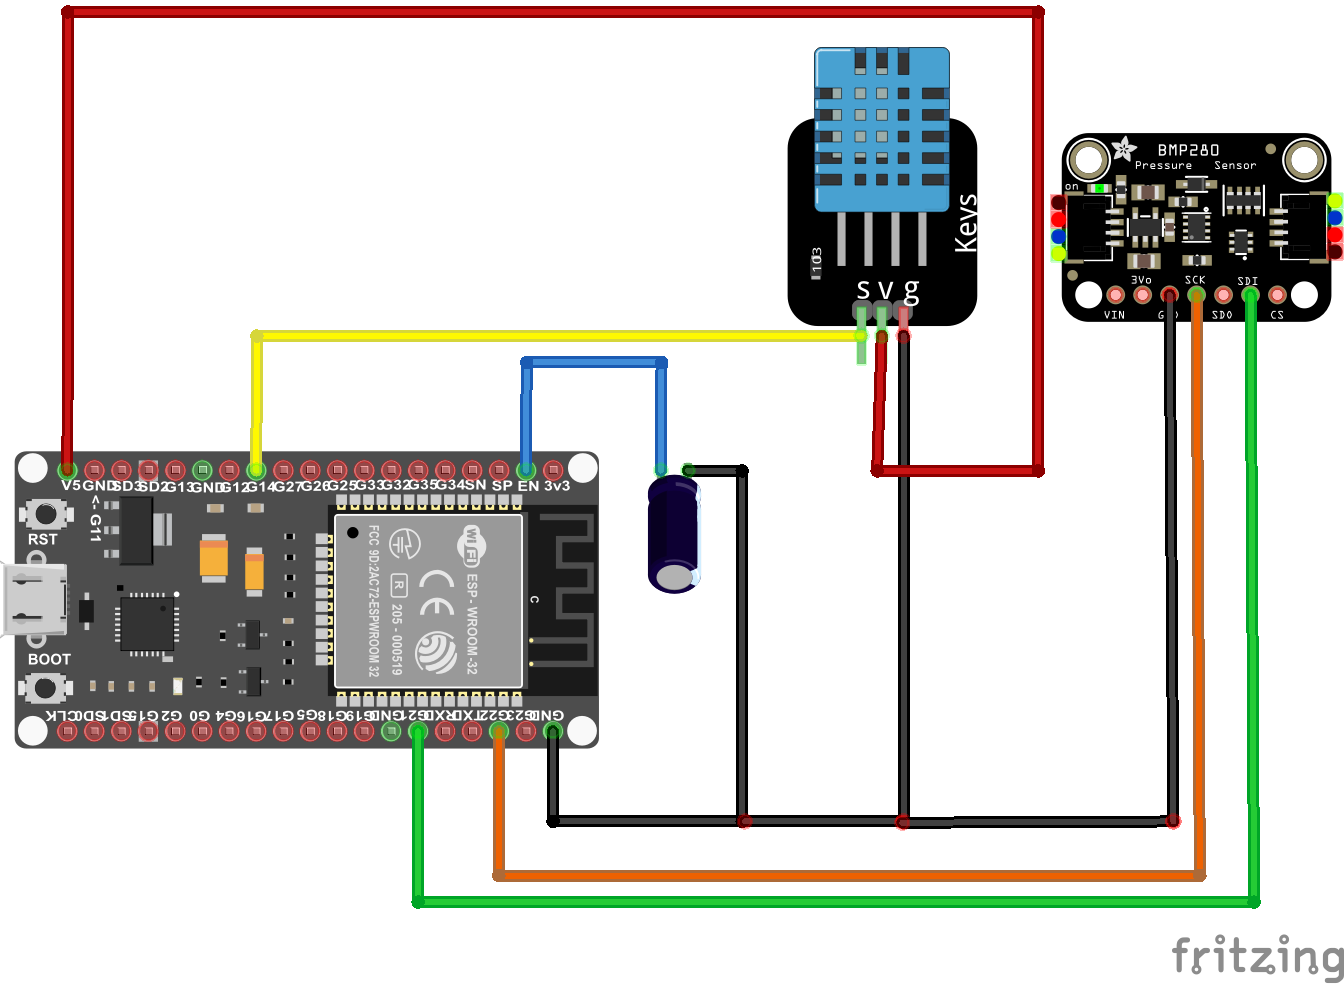 BMP280
Pressure Sensor
on
Keys
103
s v g
3Vo SCK SDI
VIN SDO CS
V5 GND SD3 SD2 G13 GND G12 G14 G27 G26 G25 G33 G32 G35 G34 SN SP EN 3v3
<- G11
RST
BOOT
FCC 9D:2AC72-ESPWROOM 32
R
205 - 000519
CE
WiFi
ESP - WROOM -32
C
CLK SD0 SD1 G15 G2 G0 G4 G16 G17 G5 G18 G19 GND G21 RXD TXD G22 G23 GND
fritzing